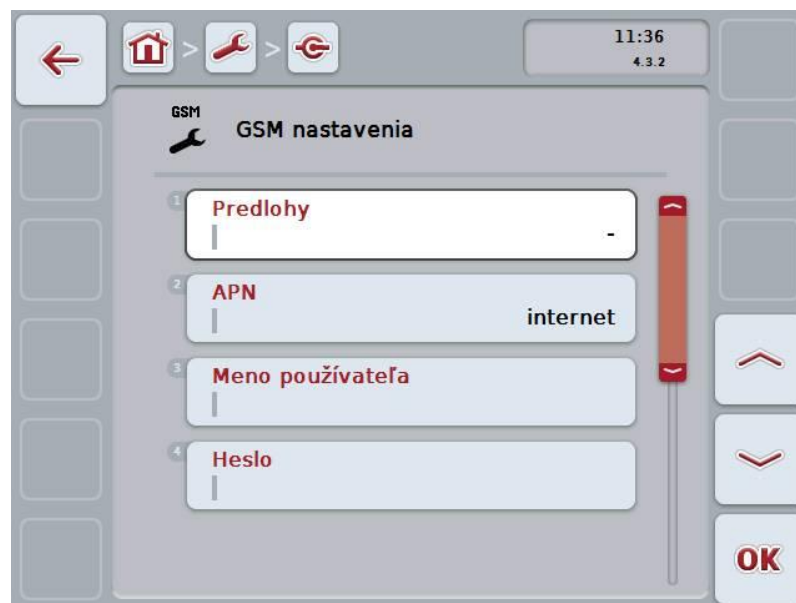 > >
11:36
4.3.2
GSM
GSM nastavenia
1
Predlohy
-
2
APN
internet
3
Meno používateľa
4
Heslo
OK